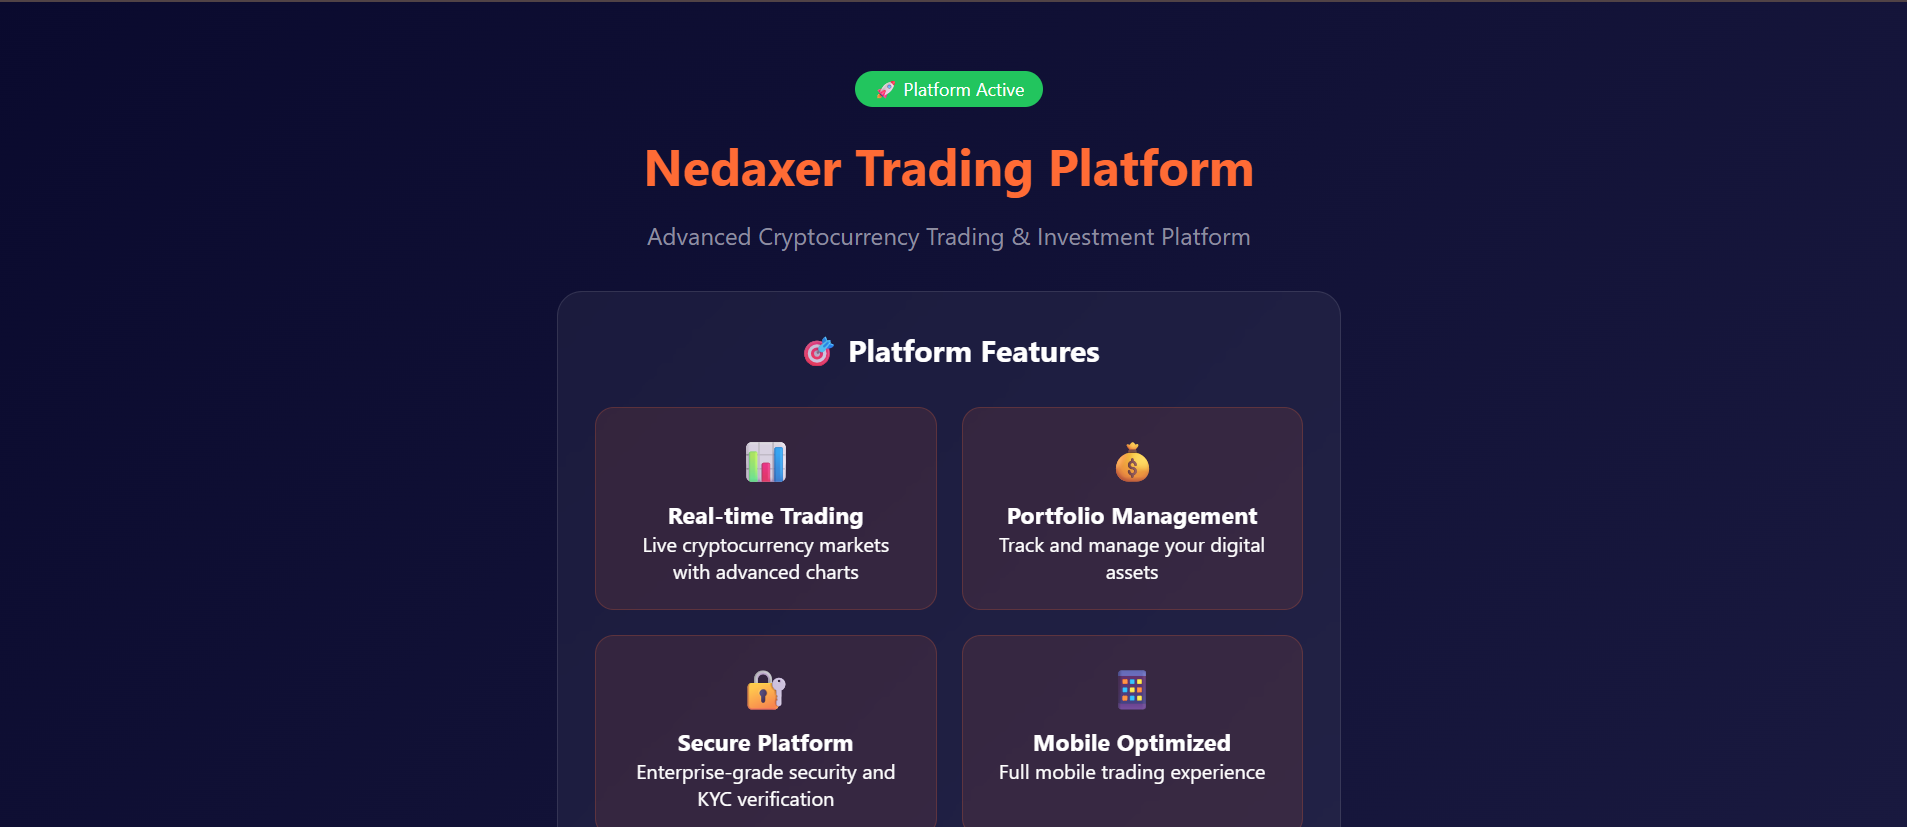 🚀 Platform Active
Nedaxer Trading Platform
Advanced Cryptocurrency Trading & Investment Platform
🎯 Platform Features
Real-time Trading
Live cryptocurrency markets
with advanced charts
Portfolio Management
Track and manage your digital
assets
Secure Platform
Enterprise-grade security and
KYC verification
Mobile Optimized
Full mobile trading experience